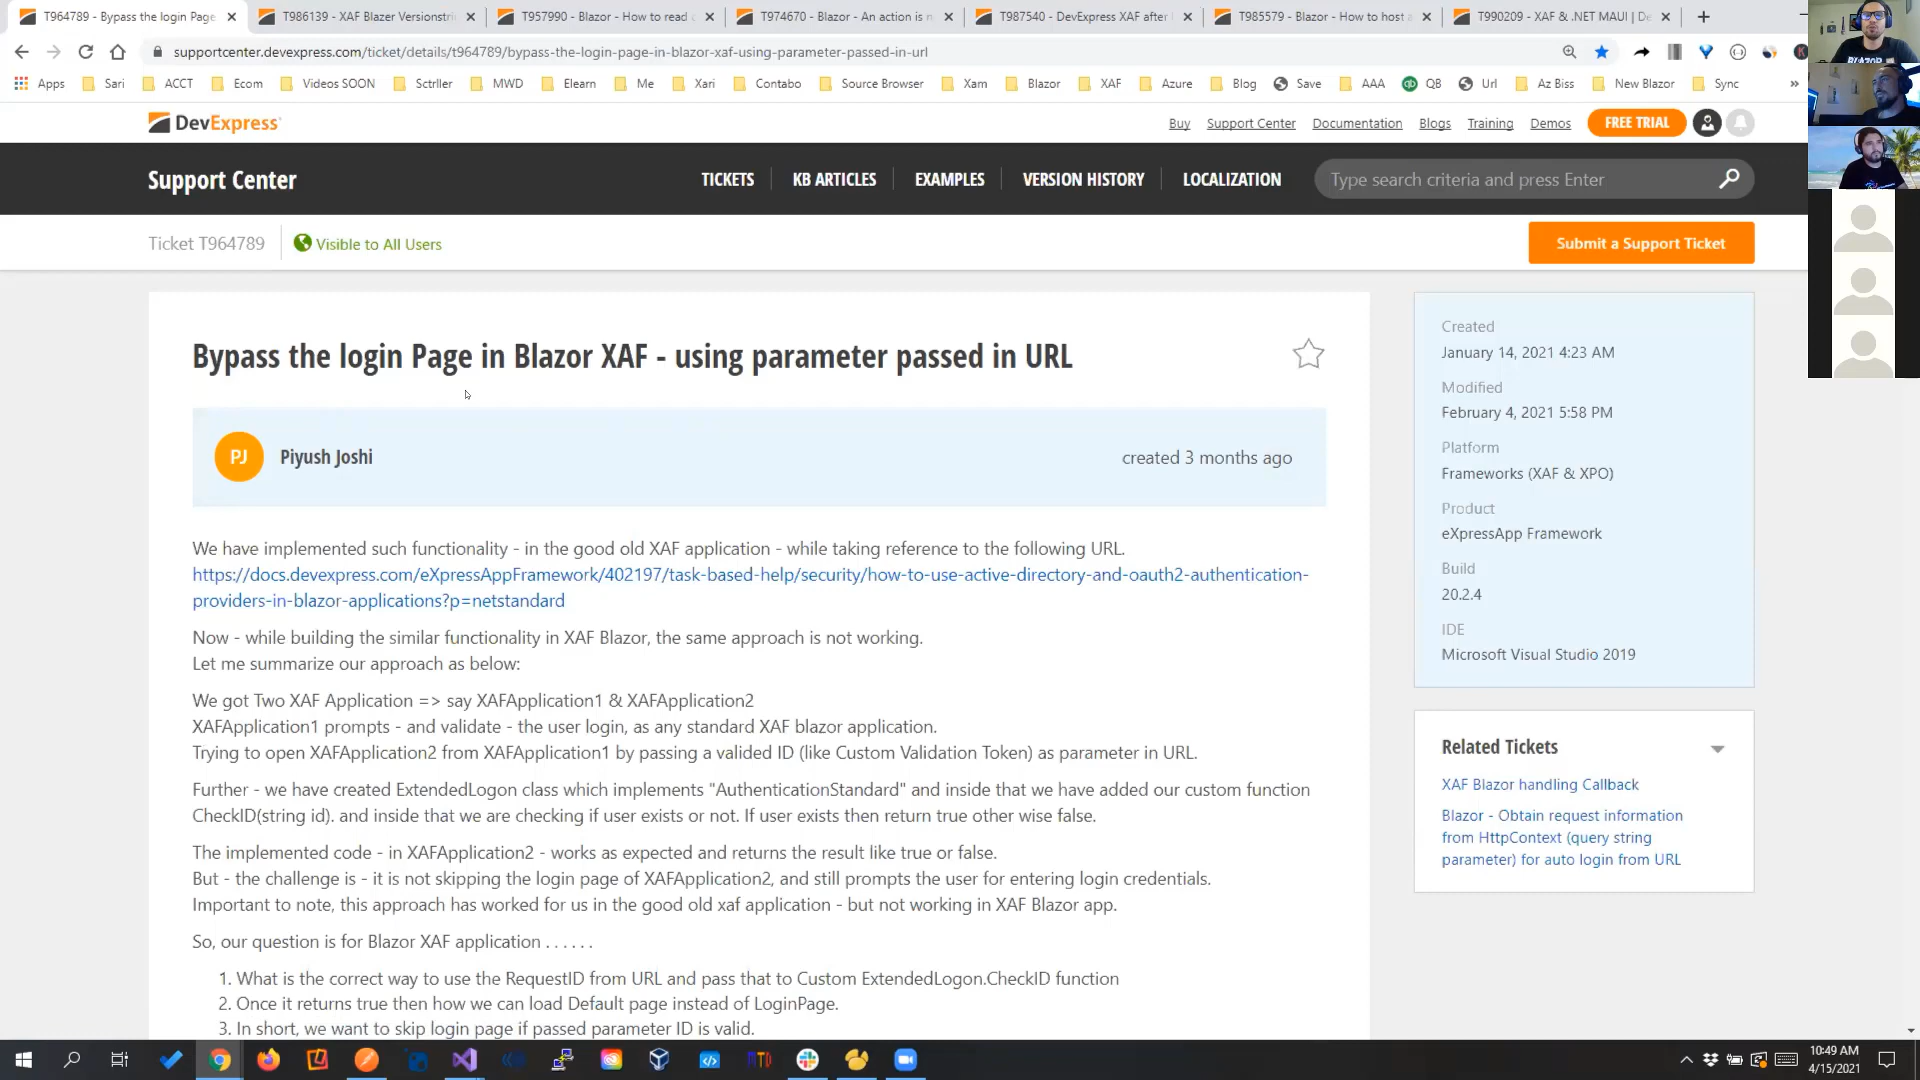 T964789 - Bypass the login Page
T986139 - XAF Blazer Versionstri
T957990 - Blazor - How to read
T974670 - Blazor - An action is
T987540 - DevExpress XAF after
T985579 - Blazor - How to host
T990209 - XAF & .NET MAUI | De
supportcenter.devexpress.com/ticket/details/t964789/bypass-the-login-page-in-blazor-xaf-using-parameter-passed-in-url
Apps Sari ACCT Ecom Videos SOON Sctrller MWD Elearn Me Xari Contabo Source Browser Xam Blazor XAF Azure Blog Save AAA QB Url Az Biss New Blazor Sync »
DevExpress
Buy Support Center Documentation Blogs Training Demos FREE TRIAL
Support Center
TICKETS KB ARTICLES EXAMPLES VERSION HISTORY LOCALIZATION Type search criteria and press Enter
Ticket T964789 Visible to All Users Submit a Support Ticket
Bypass the login Page in Blazor XAF - using parameter passed in URL
PJ Piyush Joshi created 3 months ago
We have implemented such functionality - in the good old XAF application - while taking reference to the following URL.
https://docs.devexpress.com/eXpressAppFramework/402197/task-based-help/security/how-to-use-active-directory-and-oauth2-authentication-
providers-in-blazor-applications?p=netstandard
Now - while building the similar functionality in XAF Blazor, the same approach is not working.
Let me summarize our approach as below:
We got Two XAF Application => say XAFApplication1 & XAFApplication2
XAFApplication1 prompts - and validate - the user login, as any standard XAF blazor application.
Trying to open XAFApplication2 from XAFApplication1 by passing a valided ID (like Custom Validation Token) as parameter in URL.
Further - we have created ExtendedLogon class which implements "AuthenticationStandard" and inside that we have added our custom function
CheckID(string id). and inside that we are checking if user exists or not. If user exists then return true other wise false.
The implemented code - in XAFApplication2 - works as expected and returns the result like true or false.
But - the challenge is - it is not skipping the login page of XAFApplication2, and still prompts the user for entering login credentials.
Important to note, this approach has worked for us in the good old xaf application - but not working in XAF Blazor app.
So, our question is for Blazor XAF application . . . . . .
1. What is the correct way to use the RequestID from URL and pass that to Custom ExtendedLogon.CheckID function
2. Once it returns true then how we can load Default page instead of LoginPage.
3. In short, we want to skip login page if passed parameter ID is valid.
Created
January 14, 2021 4:23 AM
Modified
February 4, 2021 5:58 PM
Platform
Frameworks (XAF & XPO)
Product
eXpressApp Framework
Build
20.2.4
IDE
Microsoft Visual Studio 2019
Related Tickets
XAF Blazor handling Callback
Blazor - Obtain request information
from HttpContext (query string
parameter) for auto login from URL
10:49 AM
4/15/2021